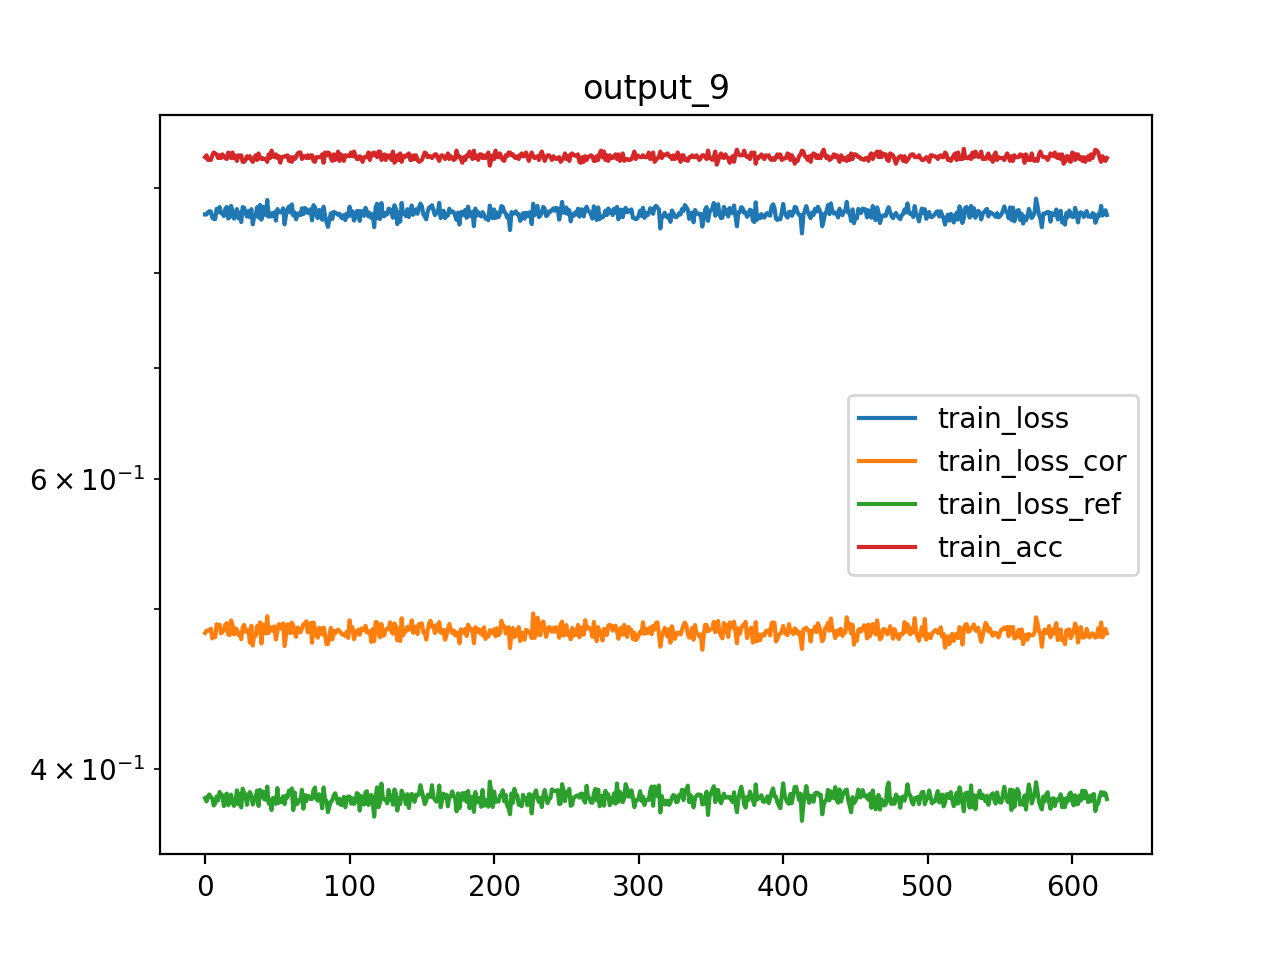 output_9
6 × 10⁻¹
4 × 10⁻¹
train_loss
train_loss_cor
train_loss_ref
train_acc
0 100 200 300 400 500 600